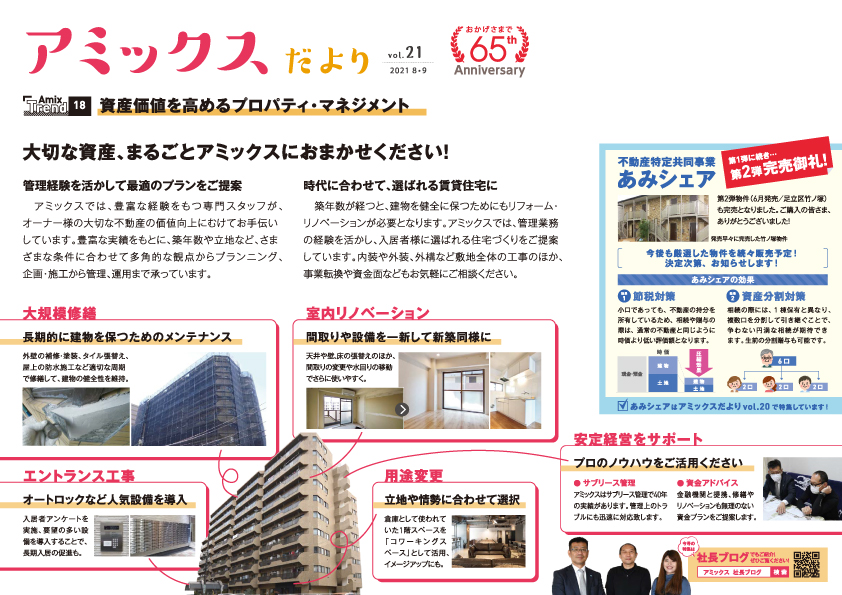 アミックスだより
vol.21
2021 8・9
おかげさまで
65th
Anniversary
Amix Trend 18 資産価値を高めるプロパティ・マネジメント
大切な資産、まるごとアミックスにおまかせください!
管理経験を活かして最適のプランをご提案
アミックスでは、豊富な経験をもつ専門スタッフが、
オーナー様の大切な不動産の価値向上にむけてお手伝い
しています。豊富な実績をもとに、築年数や立地など、さま
ざまな条件に合わせて多角的な観点からプランニング、
企画・施工から管理、運用まで承っています。
時代に合わせて、選ばれる賃貸住宅に
築年数が経つと、建物を健全に保つためにもリフォーム・
リノベーションが必要となります。アミックスでは、管理業務
の経験を活かし、入居者様に選ばれる住宅づくりをご提案
しています。内装や外装、外構など敷地全体の工事のほか、
事業転換や資金面などもお気軽にご相談ください。
不動産特定共同事業
あみシェア
第1弾に続き…
第2弾完売御礼!
第2弾物件(6月発売/足立区竹ノ塚)
も完売となりました。ご購入の皆さま、
ありがとうございました!
発売早々に完売した竹ノ塚物件
今後も厳選した物件を続々販売予定!
決定次第、お知らせします!
あみシェアの効果
効果1 節税対策
小口であっても、不動産の持分を
所有しているため、相続や贈与の
際は、通常の不動産と同じように
時価より低い評価額となります。
時価
現金・預金
建物
土地
圧縮効果
建物
土地
効果2 資産分割対策
相続の際には、1棟保有と異なり、
複数口を分割して引き継ぐことで、
争わない円満な相続が期待でき
ます。生前の分割贈与も可能です。
6口
2口
2口
2口
あみシェアはアミックスだよりvol.20で特集しています!
大規模修繕
長期的に建物を保つためのメンテナンス
外壁の補修・塗装、タイル張替え、
屋上の防水施工など適切な周期
で修繕して、建物の健全性を維持。
室内リノベーション
間取りや設備を一新して新築同様に
天井や壁、床の張替えのほか、
間取りの変更や水回りの移動
でさらに使いやすく。
エントランス工事
オートロックなど人気設備を導入
入居者アンケートを
実施、要望の多い設
備を導入することで、
長期入居の促進も。
用途変更
立地や情勢に合わせて選択
倉庫として使われて
いた1階スペースを
「コワーキングス
ペース」として活用、
イメージアップにも。
安定経営をサポート
プロのノウハウをご活用ください
● サブリース管理
アミックスはサブリース管理で40年
の実績があります。管理上のトラ
ブルにも迅速に対応致します。
● 資金アドバイス
金融機関と提携、修繕や
リノベーションも無理のない
資金プランをご提案します。
今号の
特集は
社長ブログでもご紹介!
ぜひご覧ください!
アミックス 社長ブログ 検索